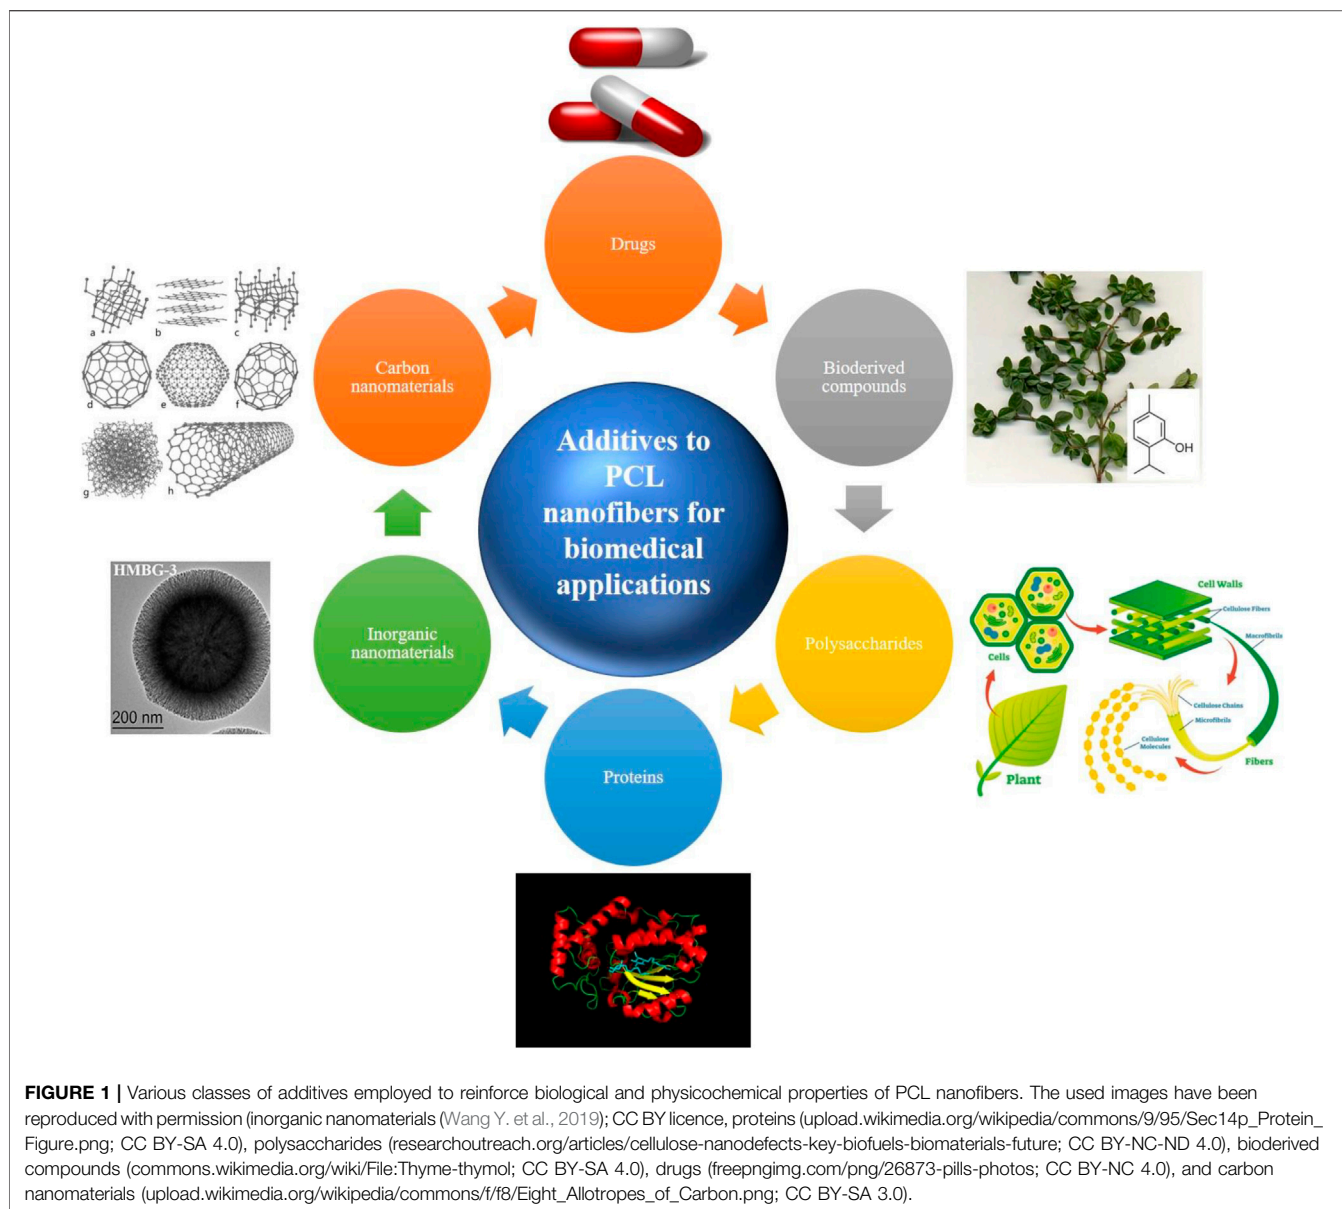 Drugs
Carbon
nanomaterials
Bioderived
compounds
Additives to
PCL
nanofibers for
biomedical
applications
Inorganic
nanomaterials
Polysaccharides
Proteins
a
b
c
d
e
f
g
h
OH
HMBG-3
200 nm
Cell Walls
Cellulose Fibers
Macrofibrils
Cells
Cellulose Chains
Microfibrils
Cellulose
Molecules
Fibers
Plant
FIGURE 1 | Various classes of additives employed to reinforce biological and physicochemical properties of PCL nanofibers. The used images have been
reproduced with permission (inorganic nanomaterials (Wang Y. et al., 2019); CC BY licence, proteins (upload.wikimedia.org/wikipedia/commons/9/95/Sec14p_Protein_
Figure.png; CC BY-SA 4.0), polysaccharides (researchoutreach.org/articles/cellulose-nanodefects-key-biofuels-biomaterials-future; CC BY-NC-ND 4.0), bioderived
compounds (commons.wikimedia.org/wiki/File:Thyme-thymol; CC BY-SA 4.0), drugs (freepngimg.com/png/26873-pills-photos; CC BY-NC 4.0), and carbon
nanomaterials (upload.wikimedia.org/wikipedia/commons/f/f8/Eight_Allotropes_of_Carbon.png; CC BY-SA 3.0).